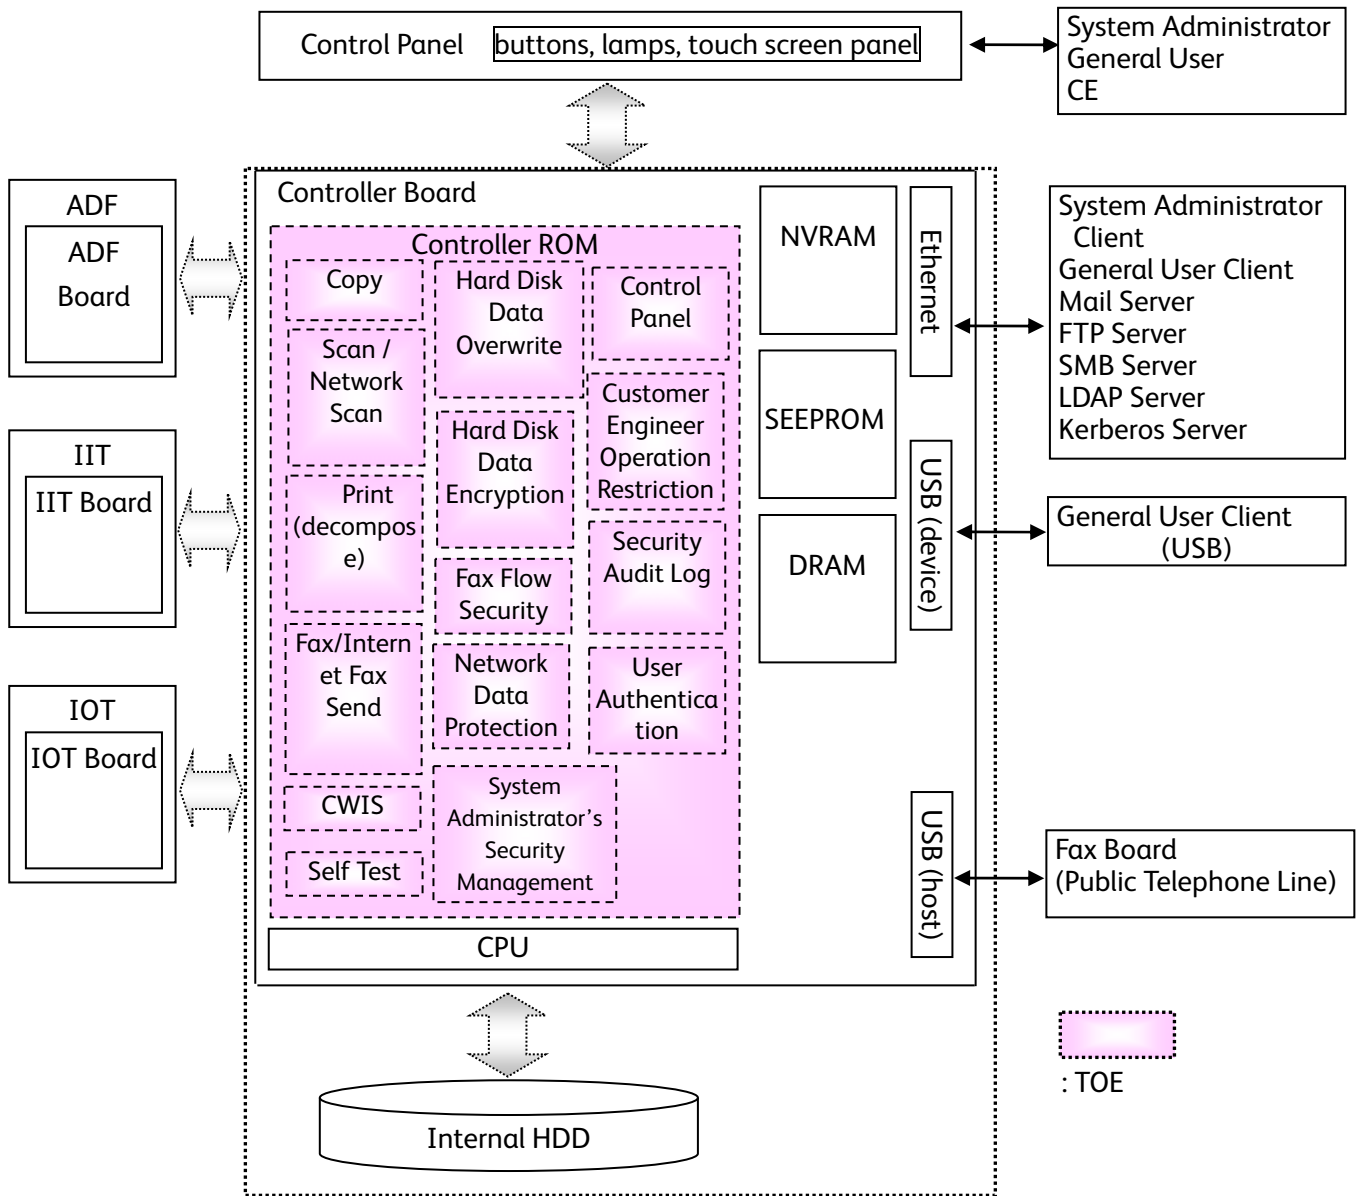 Control Panel buttons, lamps, touch screen panel
System Administrator
General User
CE
ADF
ADF
Board
IIT
IIT Board
IOT
IOT Board
Controller Board
Controller ROM
Copy
Scan /
Network
Scan
Print
(decompos
e)
Fax/Intern
et Fax
Send
CWIS
Self Test
Hard Disk
Data
Overwrite
Hard Disk
Data
Encryption
Fax Flow
Security
Network
Data
Protection
System
Administrator’s
Security
Management
Control
Panel
Customer
Engineer
Operation
Restriction
Security
Audit Log
User
Authentica
tion
NVRAM
SEEPROM
DRAM
Ethernet
USB (device)
USB (host)
CPU
Internal HDD
System Administrator
Client
General User Client
Mail Server
FTP Server
SMB Server
LDAP Server
Kerberos Server
General User Client
(USB)
Fax Board
(Public Telephone Line)
: TOE